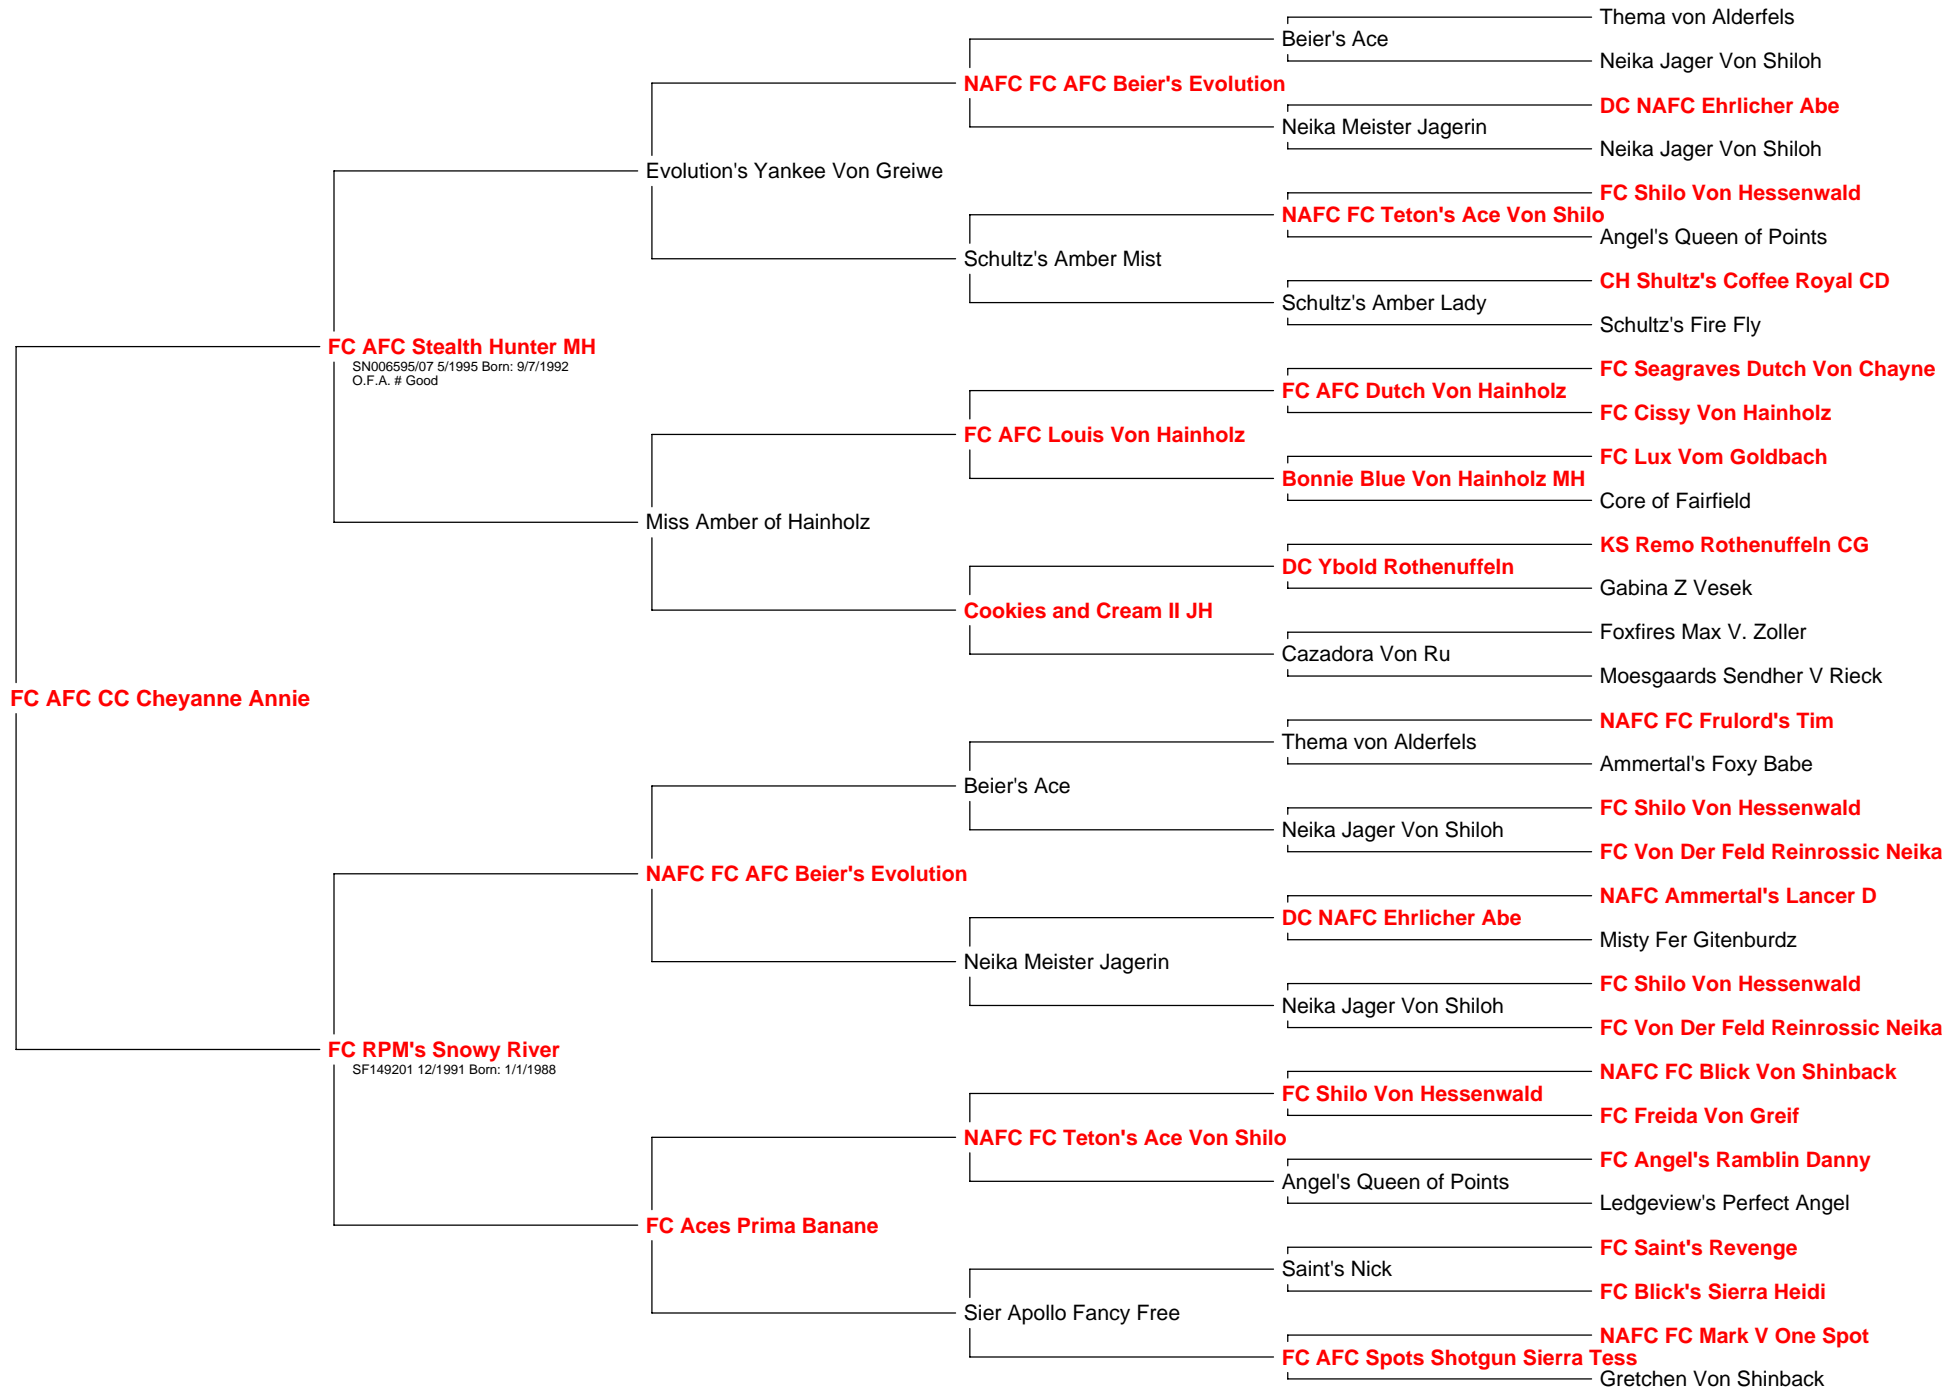 Thema von Alderfels
Beier's Ace
Neika Jager Von Shiloh
NAFC FC AFC Beier's Evolution
DC NAFC Ehrlicher Abe
Neika Meister Jagerin
Neika Jager Von Shiloh
Evolution's Yankee Von Greiwe
FC Shilo Von Hessenwald
NAFC FC Teton's Ace Von Shilo
Angel's Queen of Points
Schultz's Amber Mist
CH Shultz's Coffee Royal CD
Schultz's Amber Lady
Schultz's Fire Fly
FC AFC Stealth Hunter MH
SN006595/07 5/1995 Born: 9/7/1992
O.F.A. # Good
FC Seagraves Dutch Von Chayne
FC AFC Dutch Von Hainholz
FC Cissy Von Hainholz
FC AFC Louis Von Hainholz
FC Lux Vom Goldbach
Bonnie Blue Von Hainholz MH
Core of Fairfield
Miss Amber of Hainholz
KS Remo Rothenuffeln CG
DC Ybold Rothenuffeln
Gabina Z Vesek
Cookies and Cream II JH
Foxfires Max V. Zoller
Cazadora Von Ru
Moesgaards Sendher V Rieck
FC AFC CC Cheyanne Annie
NAFC FC Frulord's Tim
Thema von Alderfels
Ammertal's Foxy Babe
Beier's Ace
FC Shilo Von Hessenwald
Neika Jager Von Shiloh
FC Von Der Feld Reinrossic Neika
NAFC FC AFC Beier's Evolution
NAFC Ammertal's Lancer D
DC NAFC Ehrlicher Abe
Misty Fer Gitenburdz
Neika Meister Jagerin
FC Shilo Von Hessenwald
Neika Jager Von Shiloh
FC Von Der Feld Reinrossic Neika
FC RPM's Snowy River
SF149201 12/1991 Born: 1/1/1988
NAFC FC Blick Von Shinback
FC Shilo Von Hessenwald
FC Freida Von Greif
NAFC FC Teton's Ace Von Shilo
FC Angel's Ramblin Danny
Angel's Queen of Points
Ledgeview's Perfect Angel
FC Aces Prima Banane
FC Saint's Revenge
Saint's Nick
FC Blick's Sierra Heidi
Sier Apollo Fancy Free
NAFC FC Mark V One Spot
FC AFC Spots Shotgun Sierra Tess
Gretchen Von Shinback